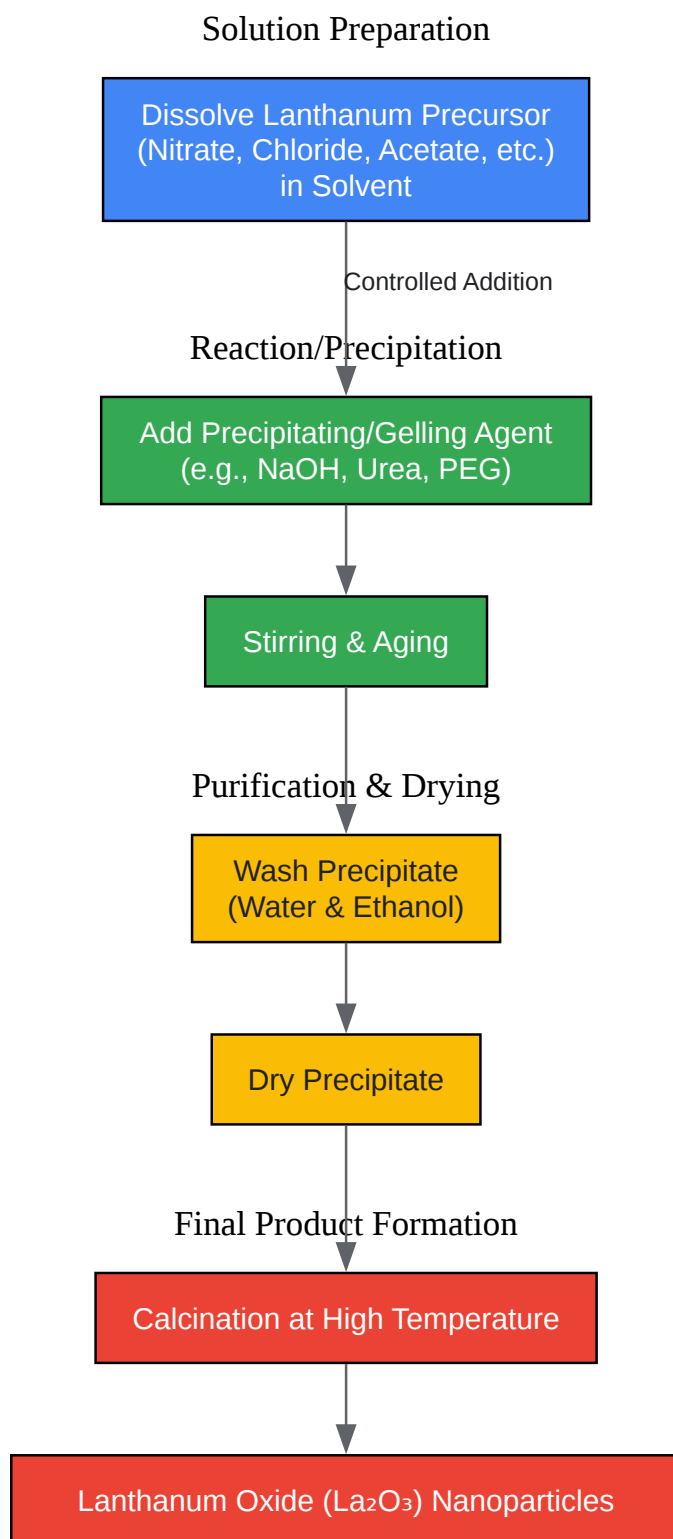 Solution Preparation
Dissolve Lanthanum Precursor
(Nitrate, Chloride, Acetate, etc.)
in Solvent
Controlled Addition
Reaction/Precipitation
Add Precipitating/Gelling Agent
(e.g., NaOH, Urea, PEG)
Stirring & Aging
Purification & Drying
Wash Precipitate
(Water & Ethanol)
Dry Precipitate
Final Product Formation
Calcination at High Temperature
Lanthanum Oxide (La₂O₃) Nanoparticles